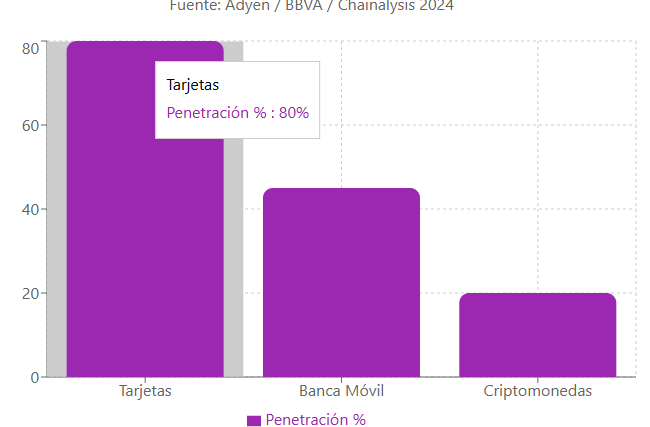 Fuente: Adyen / BBVA / Chainalysis 2024
80
Tarjetas
Penetración % : 80%
60
40
20
0
Tarjetas
Banca Móvil
Criptomonedas
Penetración %